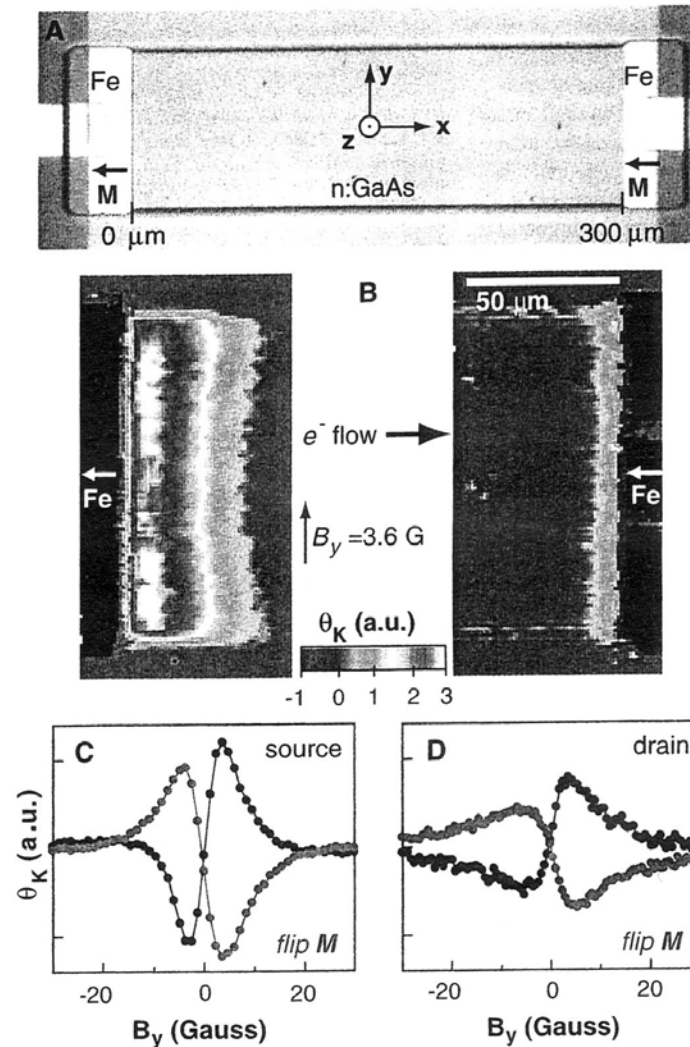 A
Fe Fe
y
z x
M n:GaAs M
0 μm 300 μm
B
50 μm
e⁻ flow
Fe Fe
B_y =3.6 G
θ_K (a.u.)
-1 0 1 2 3
C source
D drain
θ_K (a.u.)
flip M flip M
-20 0 20 -20 0 20
B_y (Gauss) B_y (Gauss)